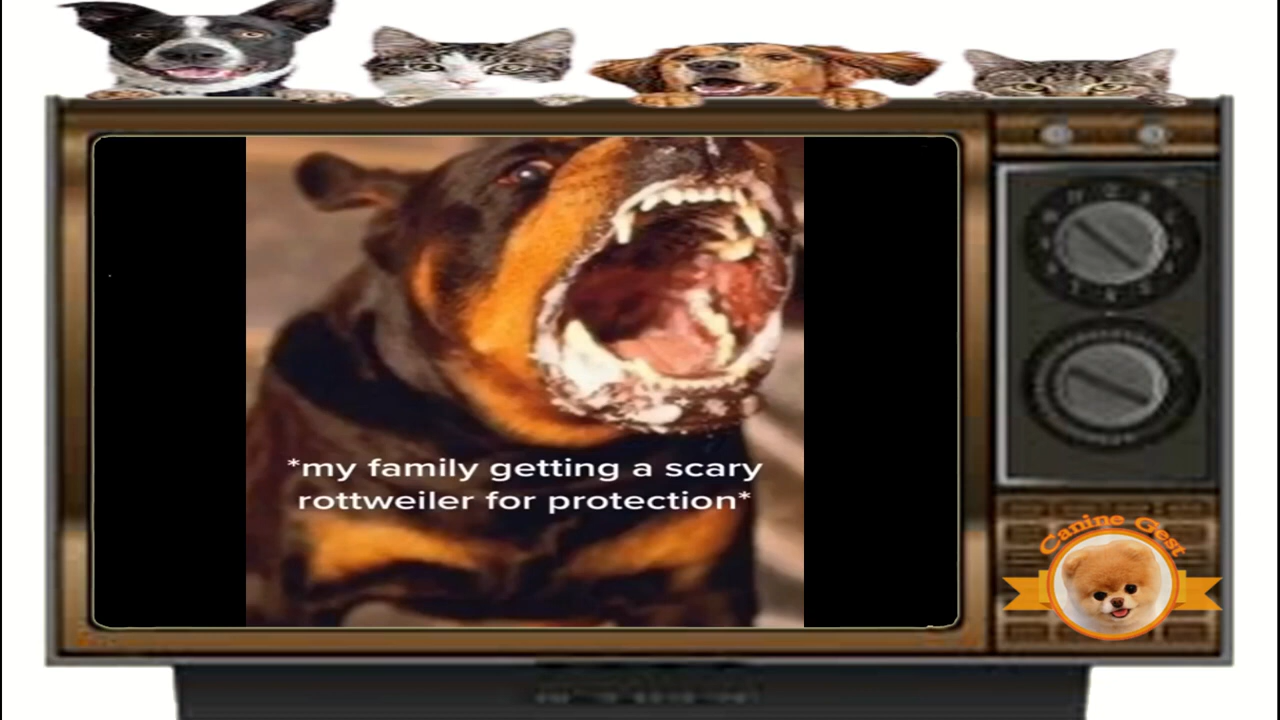 *my family getting a scary
rottweiler for protection*
Canine Gest